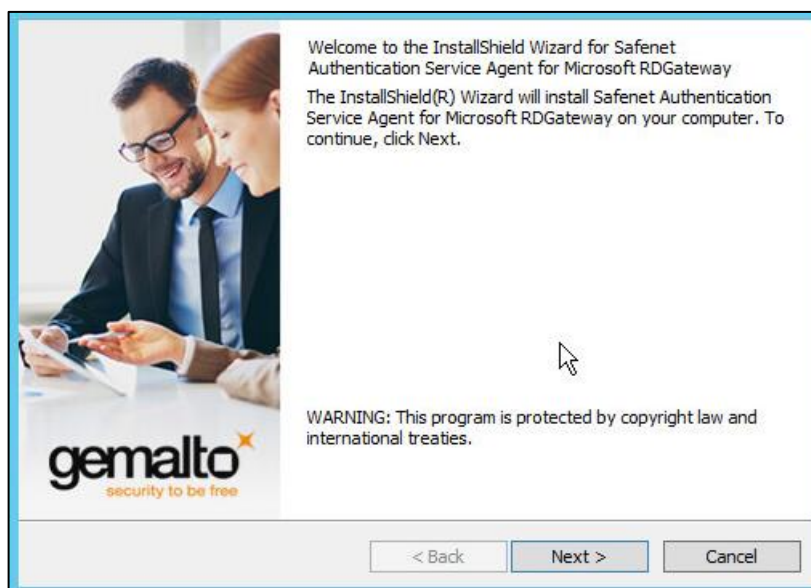 Welcome to the InstallShield Wizard for Safenet
Authentication Service Agent for Microsoft RDGateway
The InstallShield(R) Wizard will install Safenet Authentication
Service Agent for Microsoft RDGateway on your computer. To
continue, click Next.
WARNING: This program is protected by copyright law and
international treaties.
gemalto
security to be free
< Back
Next >
Cancel